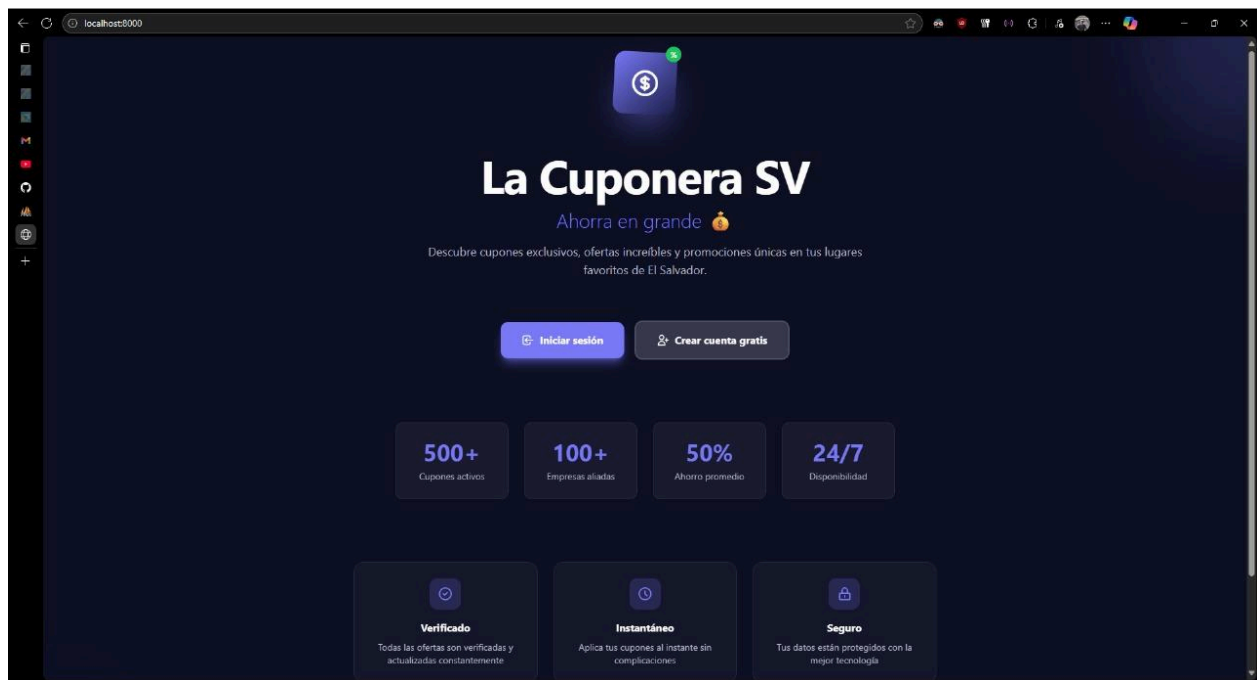 localhost:8000
La Cuponera SV
Ahorra en grande 💰
Descubre cupones exclusivos, ofertas increíbles y promociones únicas en tus lugares
favoritos de El Salvador.
Iniciar sesión
Crear cuenta gratis
500+
Cupones activos
100+
Empresas aliadas
50%
Ahorro promedio
24/7
Disponibilidad
Verificado
Todas las ofertas son verificadas y
actualizadas constantemente
Instantáneo
Aplica tus cupones al instante sin
complicaciones
Seguro
Tus datos están protegidos con la
mejor tecnología